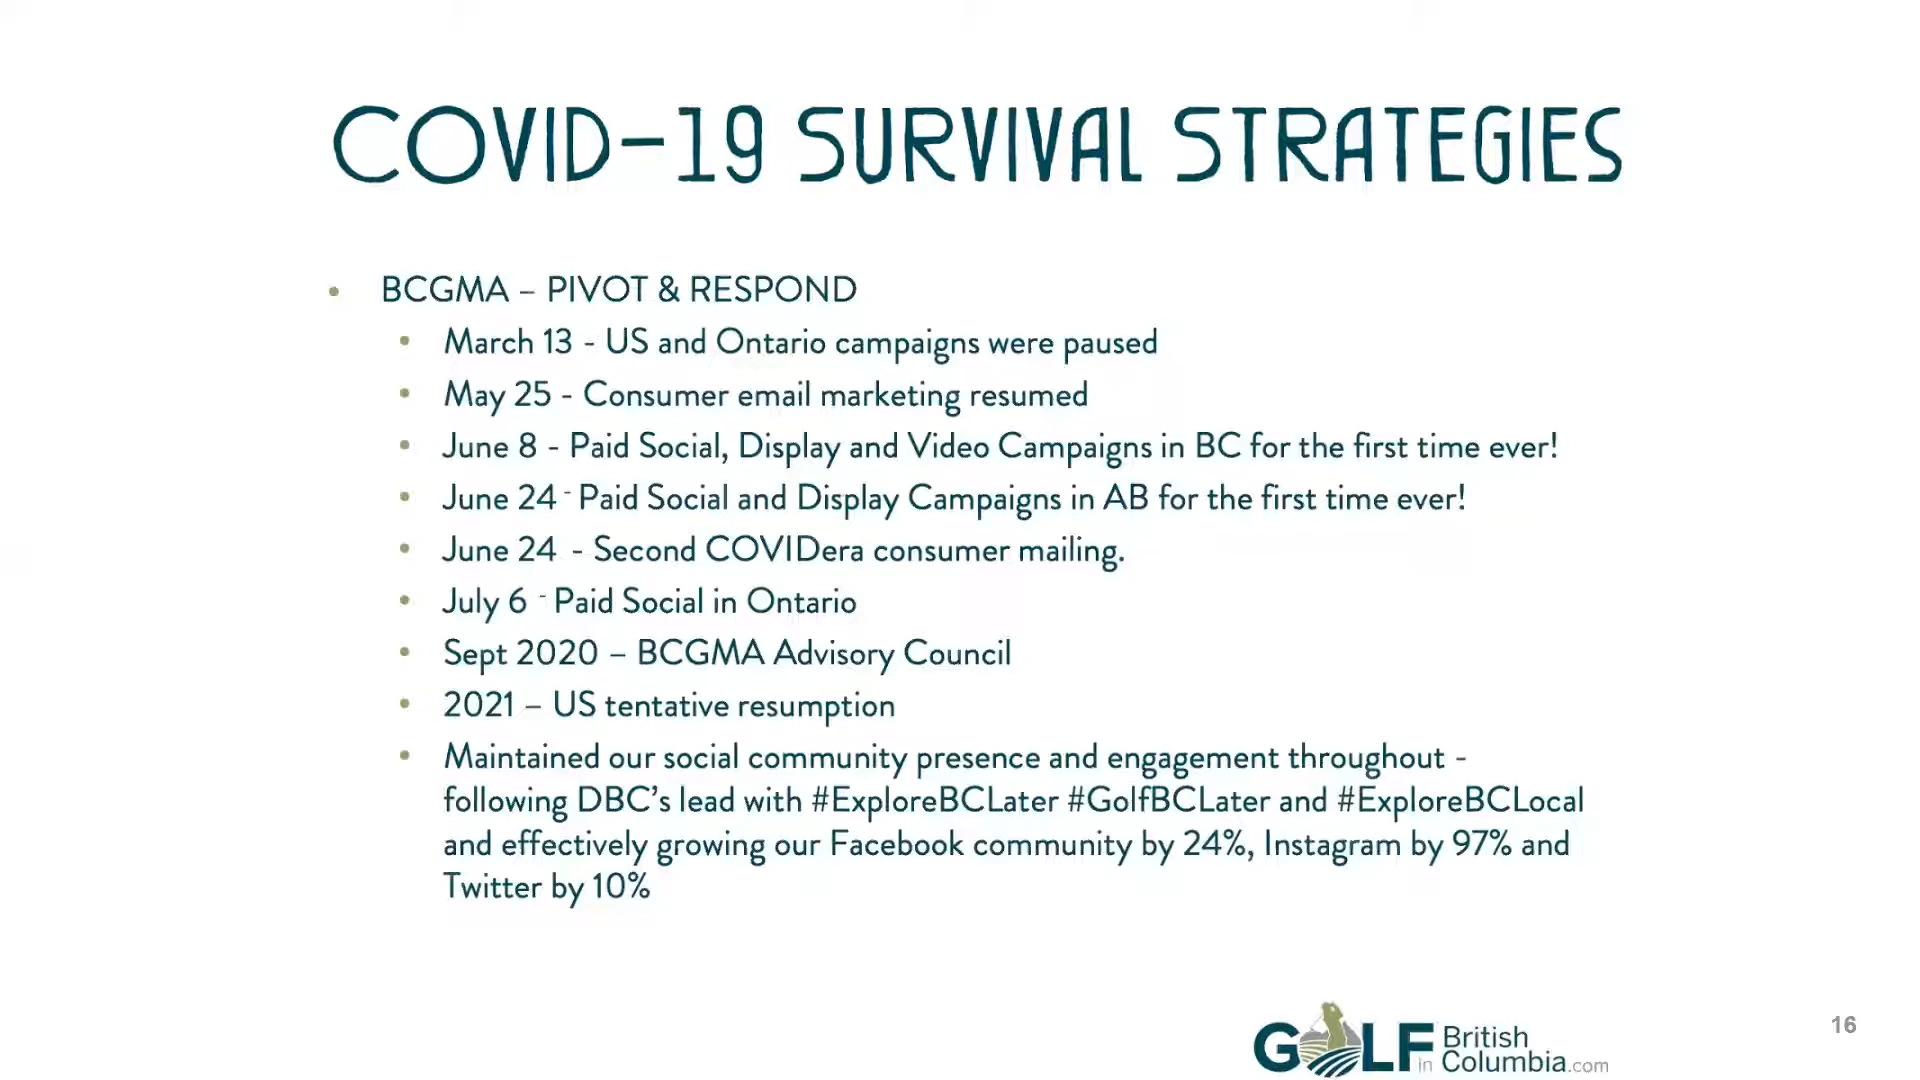 COVID-19 SURVIVAL STRATEGIES
• BCGMA – PIVOT & RESPOND
• March 13 - US and Ontario campaigns were paused
• May 25 - Consumer email marketing resumed
• June 8 - Paid Social, Display and Video Campaigns in BC for the first time ever!
• June 24 - Paid Social and Display Campaigns in AB for the first time ever!
• June 24 - Second COVIDera consumer mailing.
• July 6 - Paid Social in Ontario
• Sept 2020 – BCGMA Advisory Council
• 2021 – US tentative resumption
• Maintained our social community presence and engagement throughout -
following DBC's lead with #ExploreBCLater #GolfBCLater and #ExploreBCLocal
and effectively growing our Facebook community by 24%, Instagram by 97% and
Twitter by 10%
GOLF in British Columbia.com
16